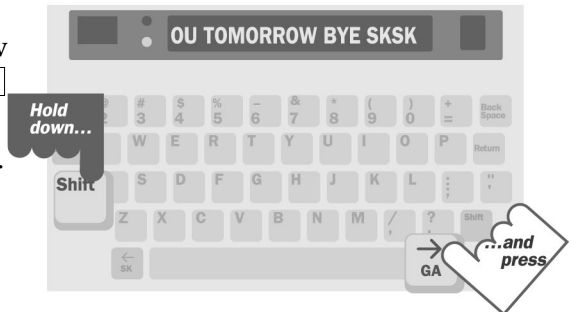 OU TOMORROW BYE SKSK
y
Hold
down...
# $ % – & * ( ) +
2 3 4 5 6 7 8 9 0 = Back Space
W E R T Y U I O P Return
Shift S D F G H J K L : ; " '
Z X C V B N M / , ? . Shift
← SK → GA
...and
press